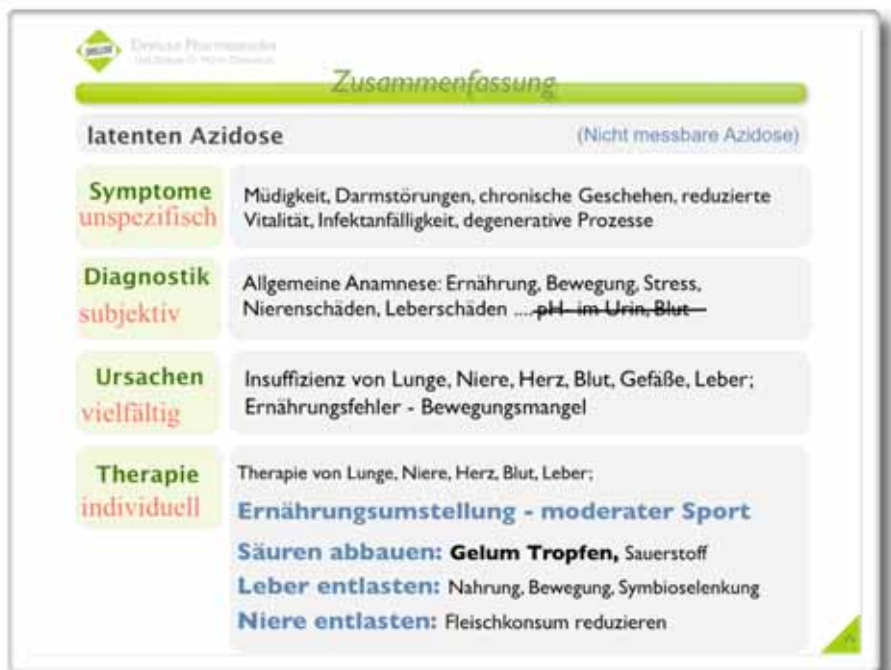 DRELUSO
Dreluso Pharmazeutika
Zusammenfassung
latenten Azidose (Nicht messbare Azidose)
Symptome
unspezifisch
Müdigkeit, Darmstörungen, chronische Geschehen, reduzierte
Vitalität, Infektanfälligkeit, degenerative Prozesse
Diagnostik
subjektiv
Allgemeine Anamnese: Ernährung, Bewegung, Stress,
Nierenschäden, Leberschäden .... pH- im Urin, Blut
Ursachen
vielfältig
Insuffizienz von Lunge, Niere, Herz, Blut, Gefäße, Leber;
Ernährungsfehler - Bewegungsmangel
Therapie
individuell
Therapie von Lunge, Niere, Herz, Blut, Leber;
Ernährungsumstellung - moderater Sport
Säuren abbauen: Gelum Tropfen, Sauerstoff
Leber entlasten: Nahrung, Bewegung, Symbioselenkung
Niere entlasten: Fleischkonsum reduzieren